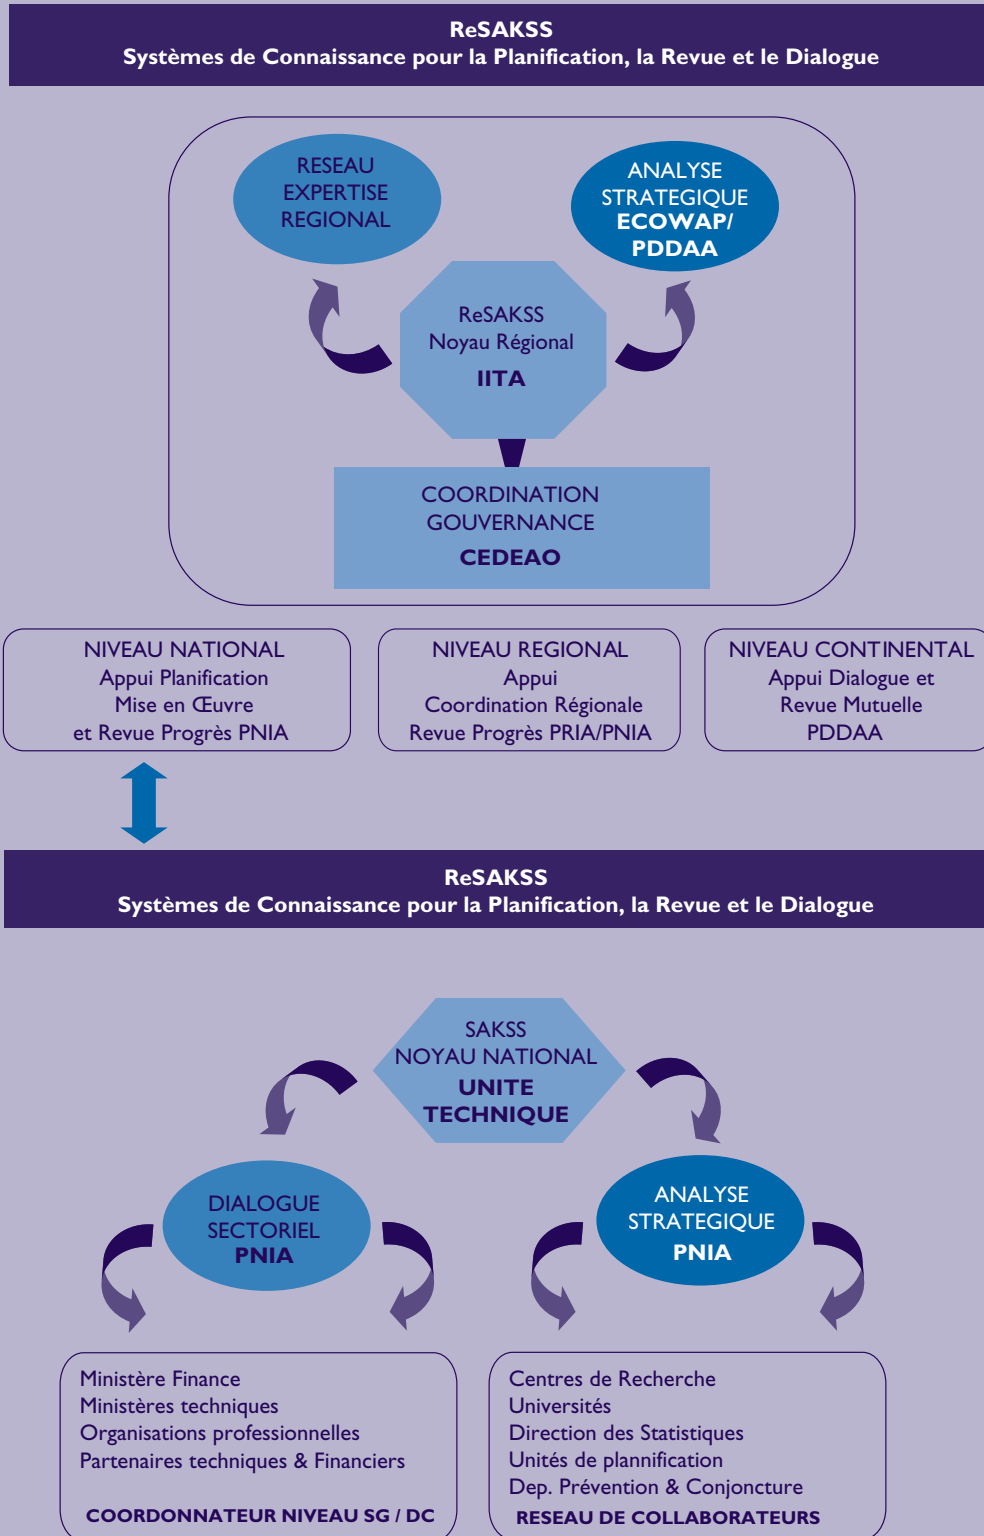 ReSAKSS
Systèmes de Connaissance pour la Planification, la Revue et le Dialogue
RESEAU
EXPERTISE
REGIONAL
ANALYSE
STRATEGIQUE
ECOWAP/
PDDAA
ReSAKSS
Noyau Régional
IITA
COORDINATION
GOUVERNANCE
CEDEAO
NIVEAU NATIONAL
Appui Planification
Mise en Œuvre
et Revue Progrès PNIA
NIVEAU REGIONAL
Appui
Coordination Régionale
Revue Progrès PRIA/PNIA
NIVEAU CONTINENTAL
Appui Dialogue et
Revue Mutuelle
PDDAA
ReSAKSS
Systèmes de Connaissance pour la Planification, la Revue et le Dialogue
SAKSS
NOYAU NATIONAL
UNITE
TECHNIQUE
DIALOGUE
SECTORIEL
PNIA
ANALYSE
STRATEGIQUE
PNIA
Ministère Finance
Ministères techniques
Organisations professionnelles
Partenaires techniques & Financiers
COORDONNATEUR NIVEAU SG / DC
Centres de Recherche
Universités
Direction des Statistiques
Unités de plannification
Dep. Prévention & Conjoncture
RESEAU DE COLLABORATEURS